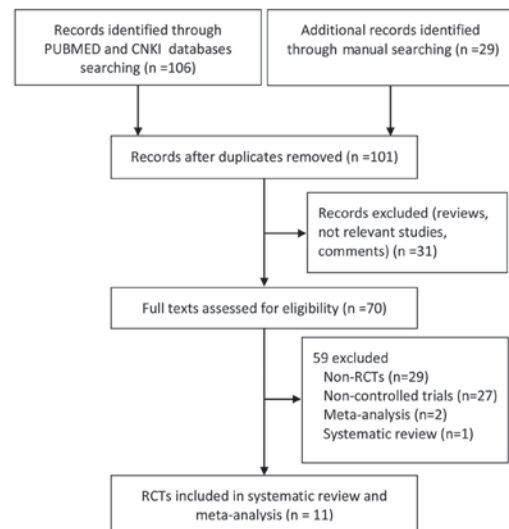 Records identified through
PUBMED and CNKI databases
searching (n =106)
Additional records identified
through manual searching (n =29)
Records after duplicates removed (n =101)
Records excluded (reviews,
not relevant studies,
comments) (n =31)
Full texts assessed for eligibility (n =70)
59 excluded
Non-RCTs (n=29)
Non-controlled trials (n=27)
Meta-analysis (n=2)
Systematic review (n=1)
RCTs included in systematic review and
meta-analysis (n = 11)